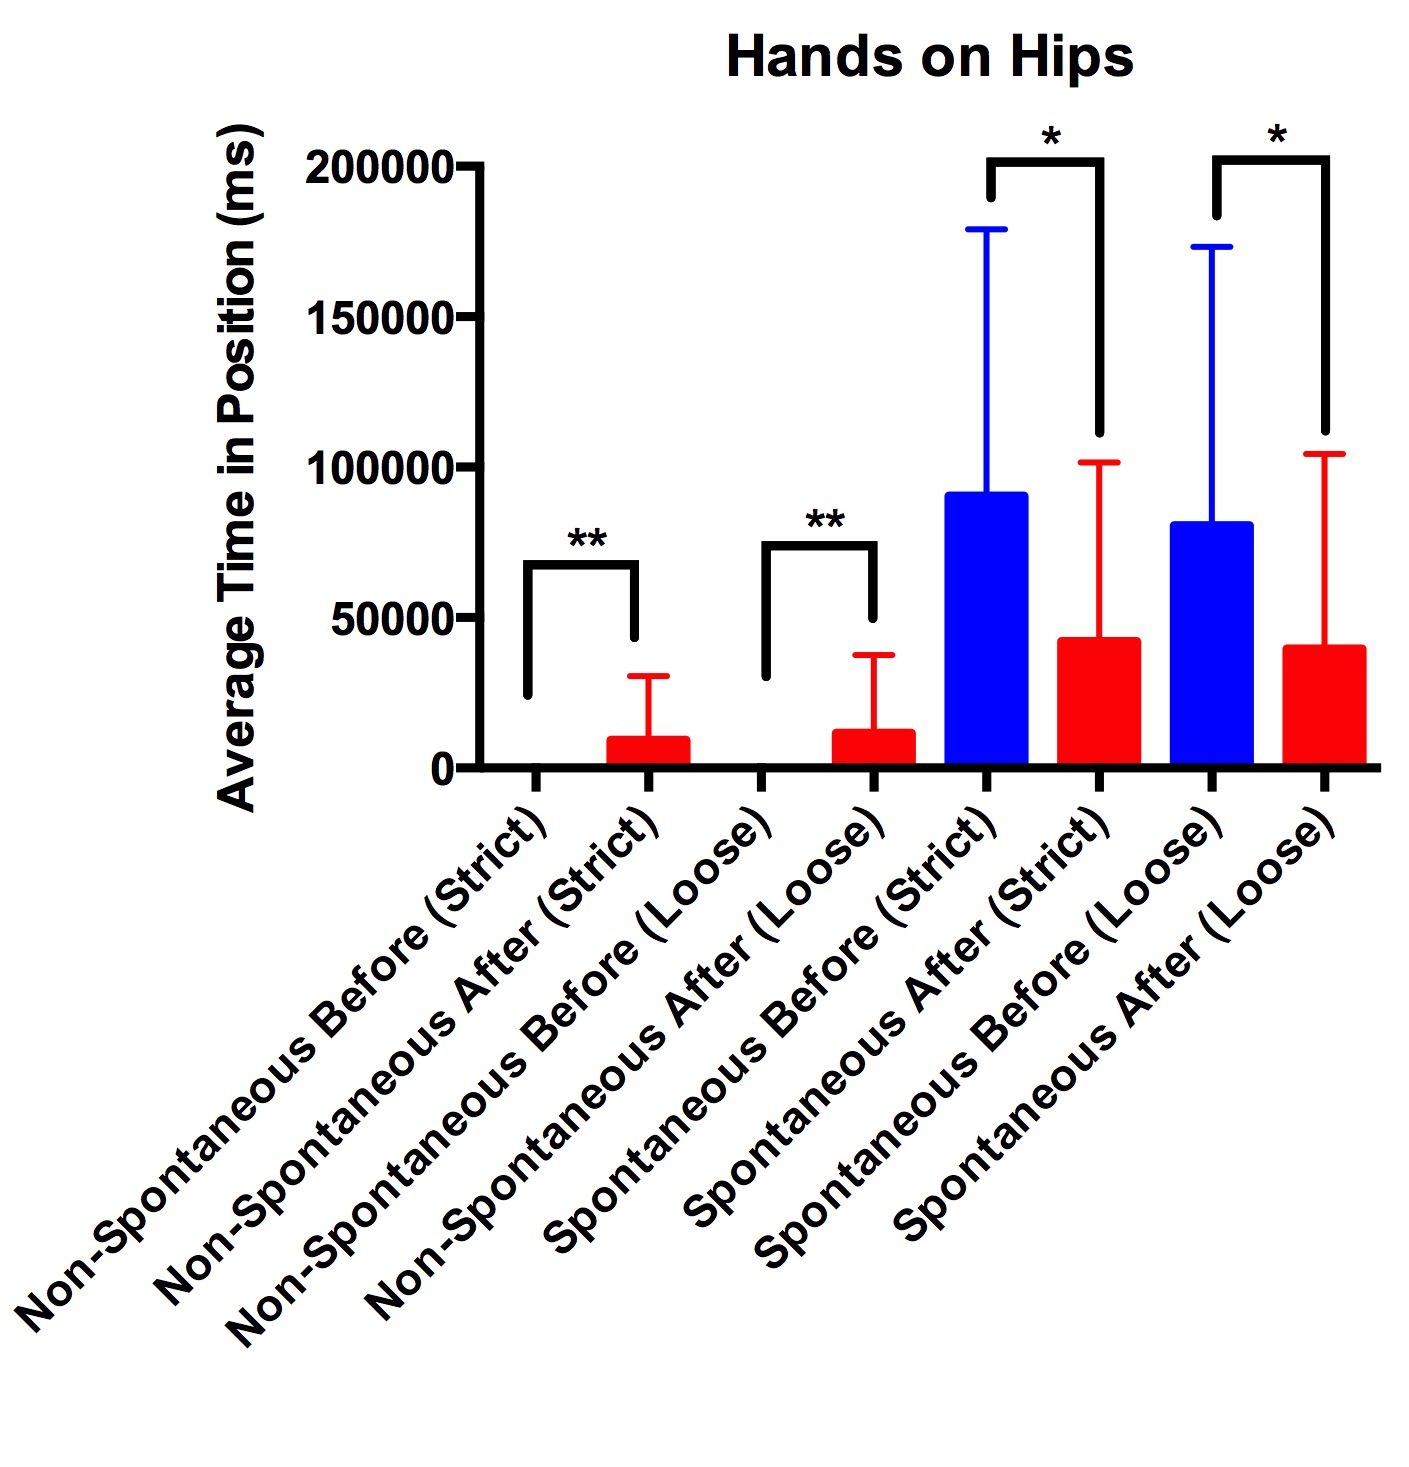 Hands on Hips
Average Time in Position (ms)
200000
150000
100000
50000
0
**
**
*
*
Non-Spontaneous Before (Strict)
Non-Spontaneous After (Strict)
Non-Spontaneous Before (Loose)
Non-Spontaneous After (Loose)
Spontaneous Before (Strict)
Spontaneous After (Strict)
Spontaneous Before (Loose)
Spontaneous After (Loose)